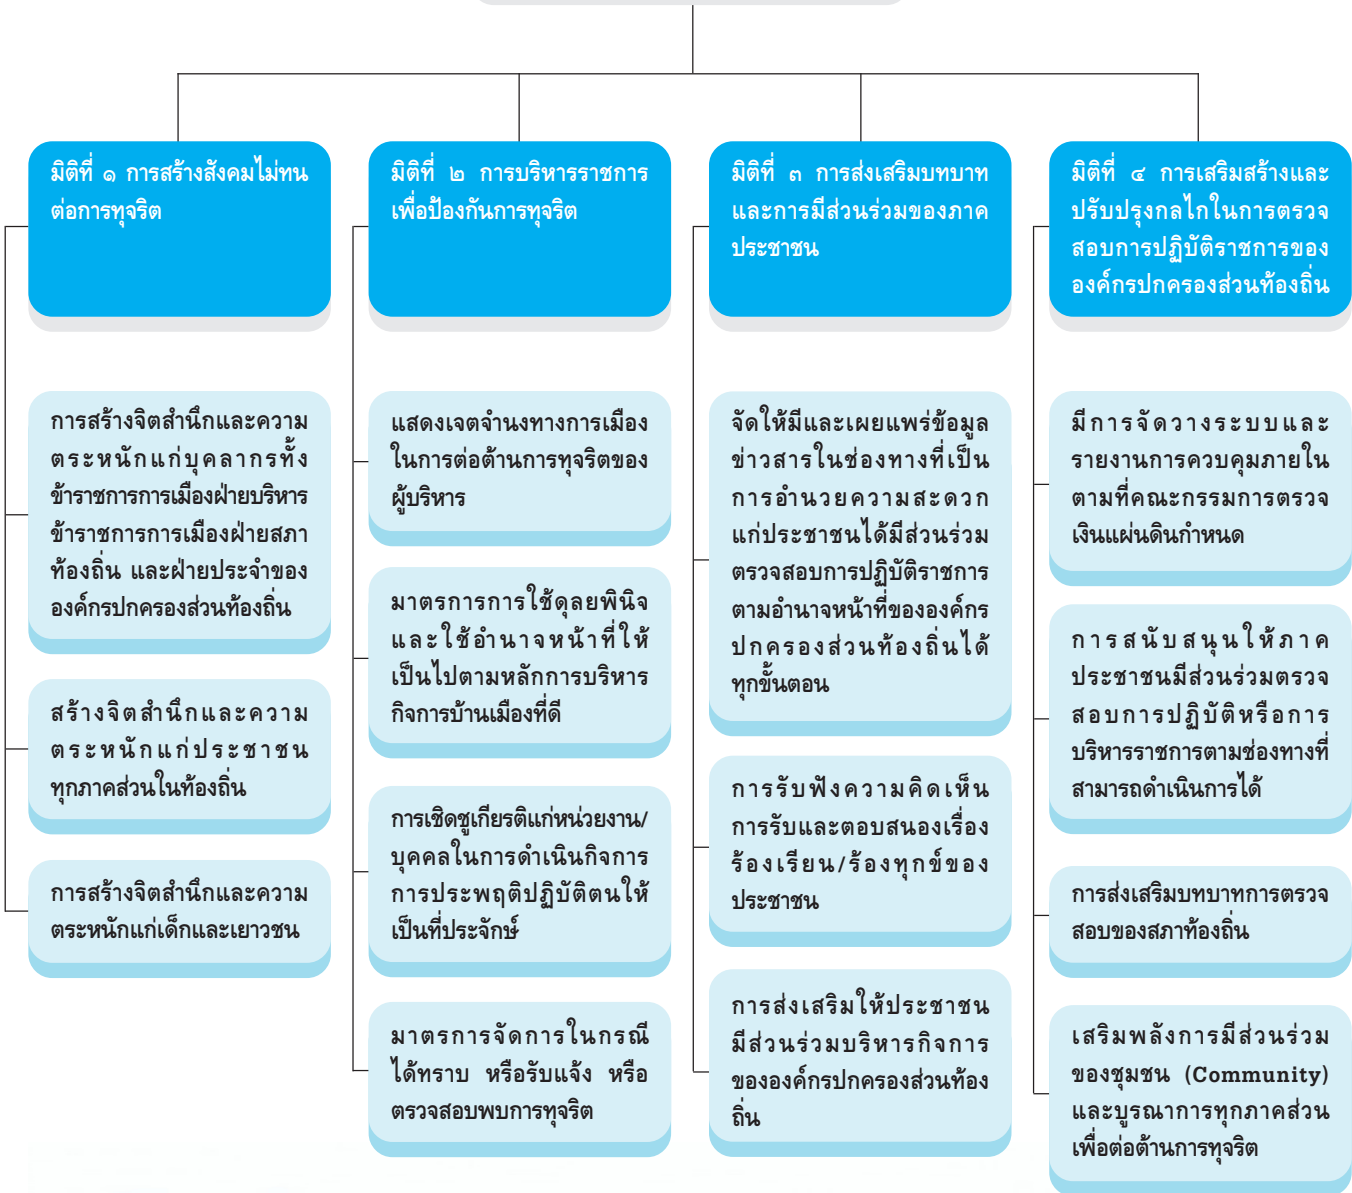 มิติที่ ๑ การสร้างสังคมไม่ทน
ต่อการทุจริต
การสร้างจิตสำนึกและความ
ตระหนักแก่บุคลากรทั้ง
ข้าราชการการเมืองฝ่ายบริหาร
ข้าราชการการเมืองฝ่ายสภา
ท้องถิ่น และฝ่ายประจำของ
องค์กรปกครองส่วนท้องถิ่น
สร้างจิตสำนึกและความ
ตระหนักแก่ประชาชน
ทุกภาคส่วนในท้องถิ่น
การสร้างจิตสำนึกและความ
ตระหนักแก่เด็กและเยาวชน
มิติที่ ๒ การบริหารราชการ
เพื่อป้องกันการทุจริต
แสดงเจตจำนงทางการเมือง
ในการต่อต้านการทุจริตของ
ผู้บริหาร
มาตรการการใช้ดุลยพินิจ
และใช้อำนาจหน้าที่ให้
เป็นไปตามหลักการบริหาร
กิจการบ้านเมืองที่ดี
การเชิดชูเกียรติแก่หน่วยงาน/
บุคคลในการดำเนินกิจการ
การประพฤติปฏิบัติตนให้
เป็นที่ประจักษ์
มาตรการจัดการในกรณี
ได้ทราบ หรือรับแจ้ง หรือ
ตรวจสอบพบการทุจริต
มิติที่ ๓ การส่งเสริมบทบาท
และการมีส่วนร่วมของภาค
ประชาชน
จัดให้มีและเผยแพร่ข้อมูล
ข่าวสารในช่องทางที่เป็น
การอำนวยความสะดวก
แก่ประชาชนได้มีส่วนร่วม
ตรวจสอบการปฏิบัติราชการ
ตามอำนาจหน้าที่ขององค์กร
ปกครองส่วนท้องถิ่นได้
ทุกขั้นตอน
การรับฟังความคิดเห็น
การรับและตอบสนองเรื่อง
ร้องเรียน/ร้องทุกข์ของ
ประชาชน
การส่งเสริมให้ประชาชน
มีส่วนร่วมบริหารกิจการ
ขององค์กรปกครองส่วนท้อง
ถิ่น
มิติที่ ๔ การเสริมสร้างและ
ปรับปรุงกลไกในการตรวจ
สอบการปฏิบัติราชการของ
องค์กรปกครองส่วนท้องถิ่น
มีการจัดวางระบบและ
รายงานการควบคุมภายใน
ตามที่คณะกรรมการตรวจ
เงินแผ่นดินกำหนด
การสนับสนุนให้ภาค
ประชาชนมีส่วนร่วมตรวจ
สอบการปฏิบัติหรือการ
บริหารราชการตามช่องทางที่
สามารถดำเนินการได้
การส่งเสริมบทบาทการตรวจ
สอบของสภาท้องถิ่น
เสริมพลังการมีส่วนร่วม
ของชุมชน (Community)
และบูรณาการทุกภาคส่วน
เพื่อต่อต้านการทุจริต